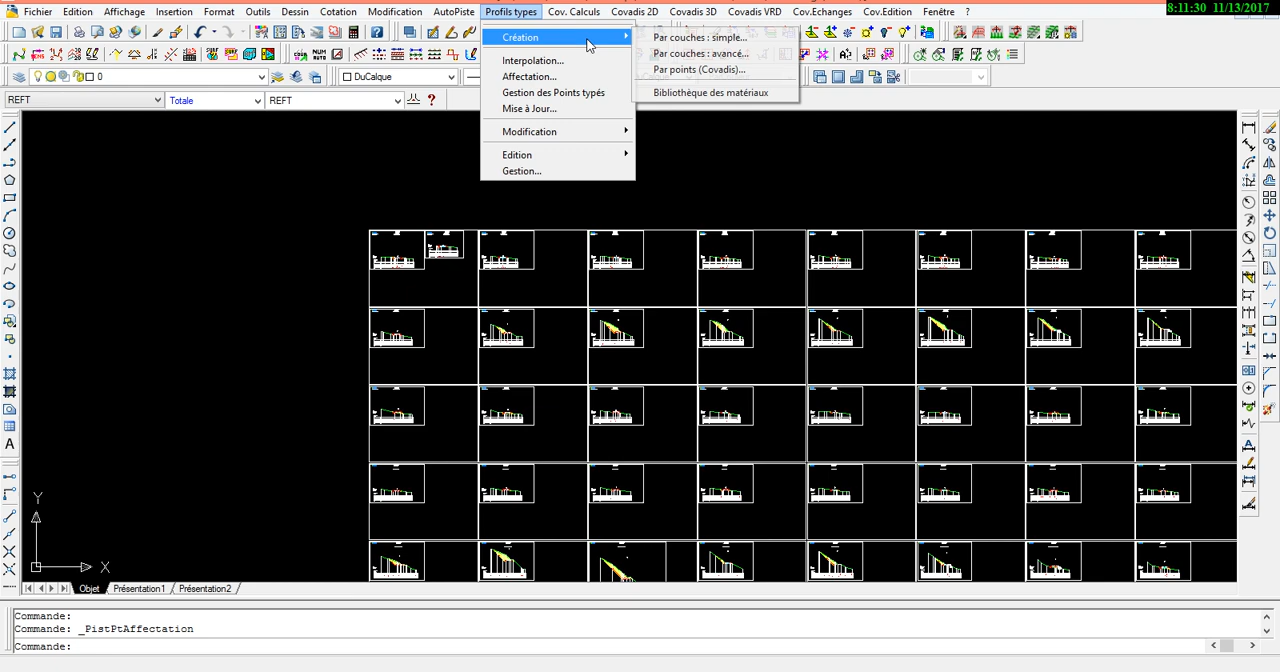 8:11:30 11/13/2017
Fichier Edition Affichage Insertion Format Outils Dessin Cotation Modification AutoPiste Profils types Cov. Calculs Covadis 2D Covadis 3D Covadis VRD Cov.Echanges Cov.Edition Fenêtre ?
Création
Interpolation...
Affectation...
Gestion des Points typés
Mise à Jour...
Modification
Edition
Gestion...
Par couches : simple...
Par couches : avancé...
Par points (Covadis)...
Bibliothèque des matériaux
0
DuCalque
REFT Totale REFT
Y
X
Objet Présentation1 Présentation2
Commande:
Commande: _PistPtAffectation
Commande: